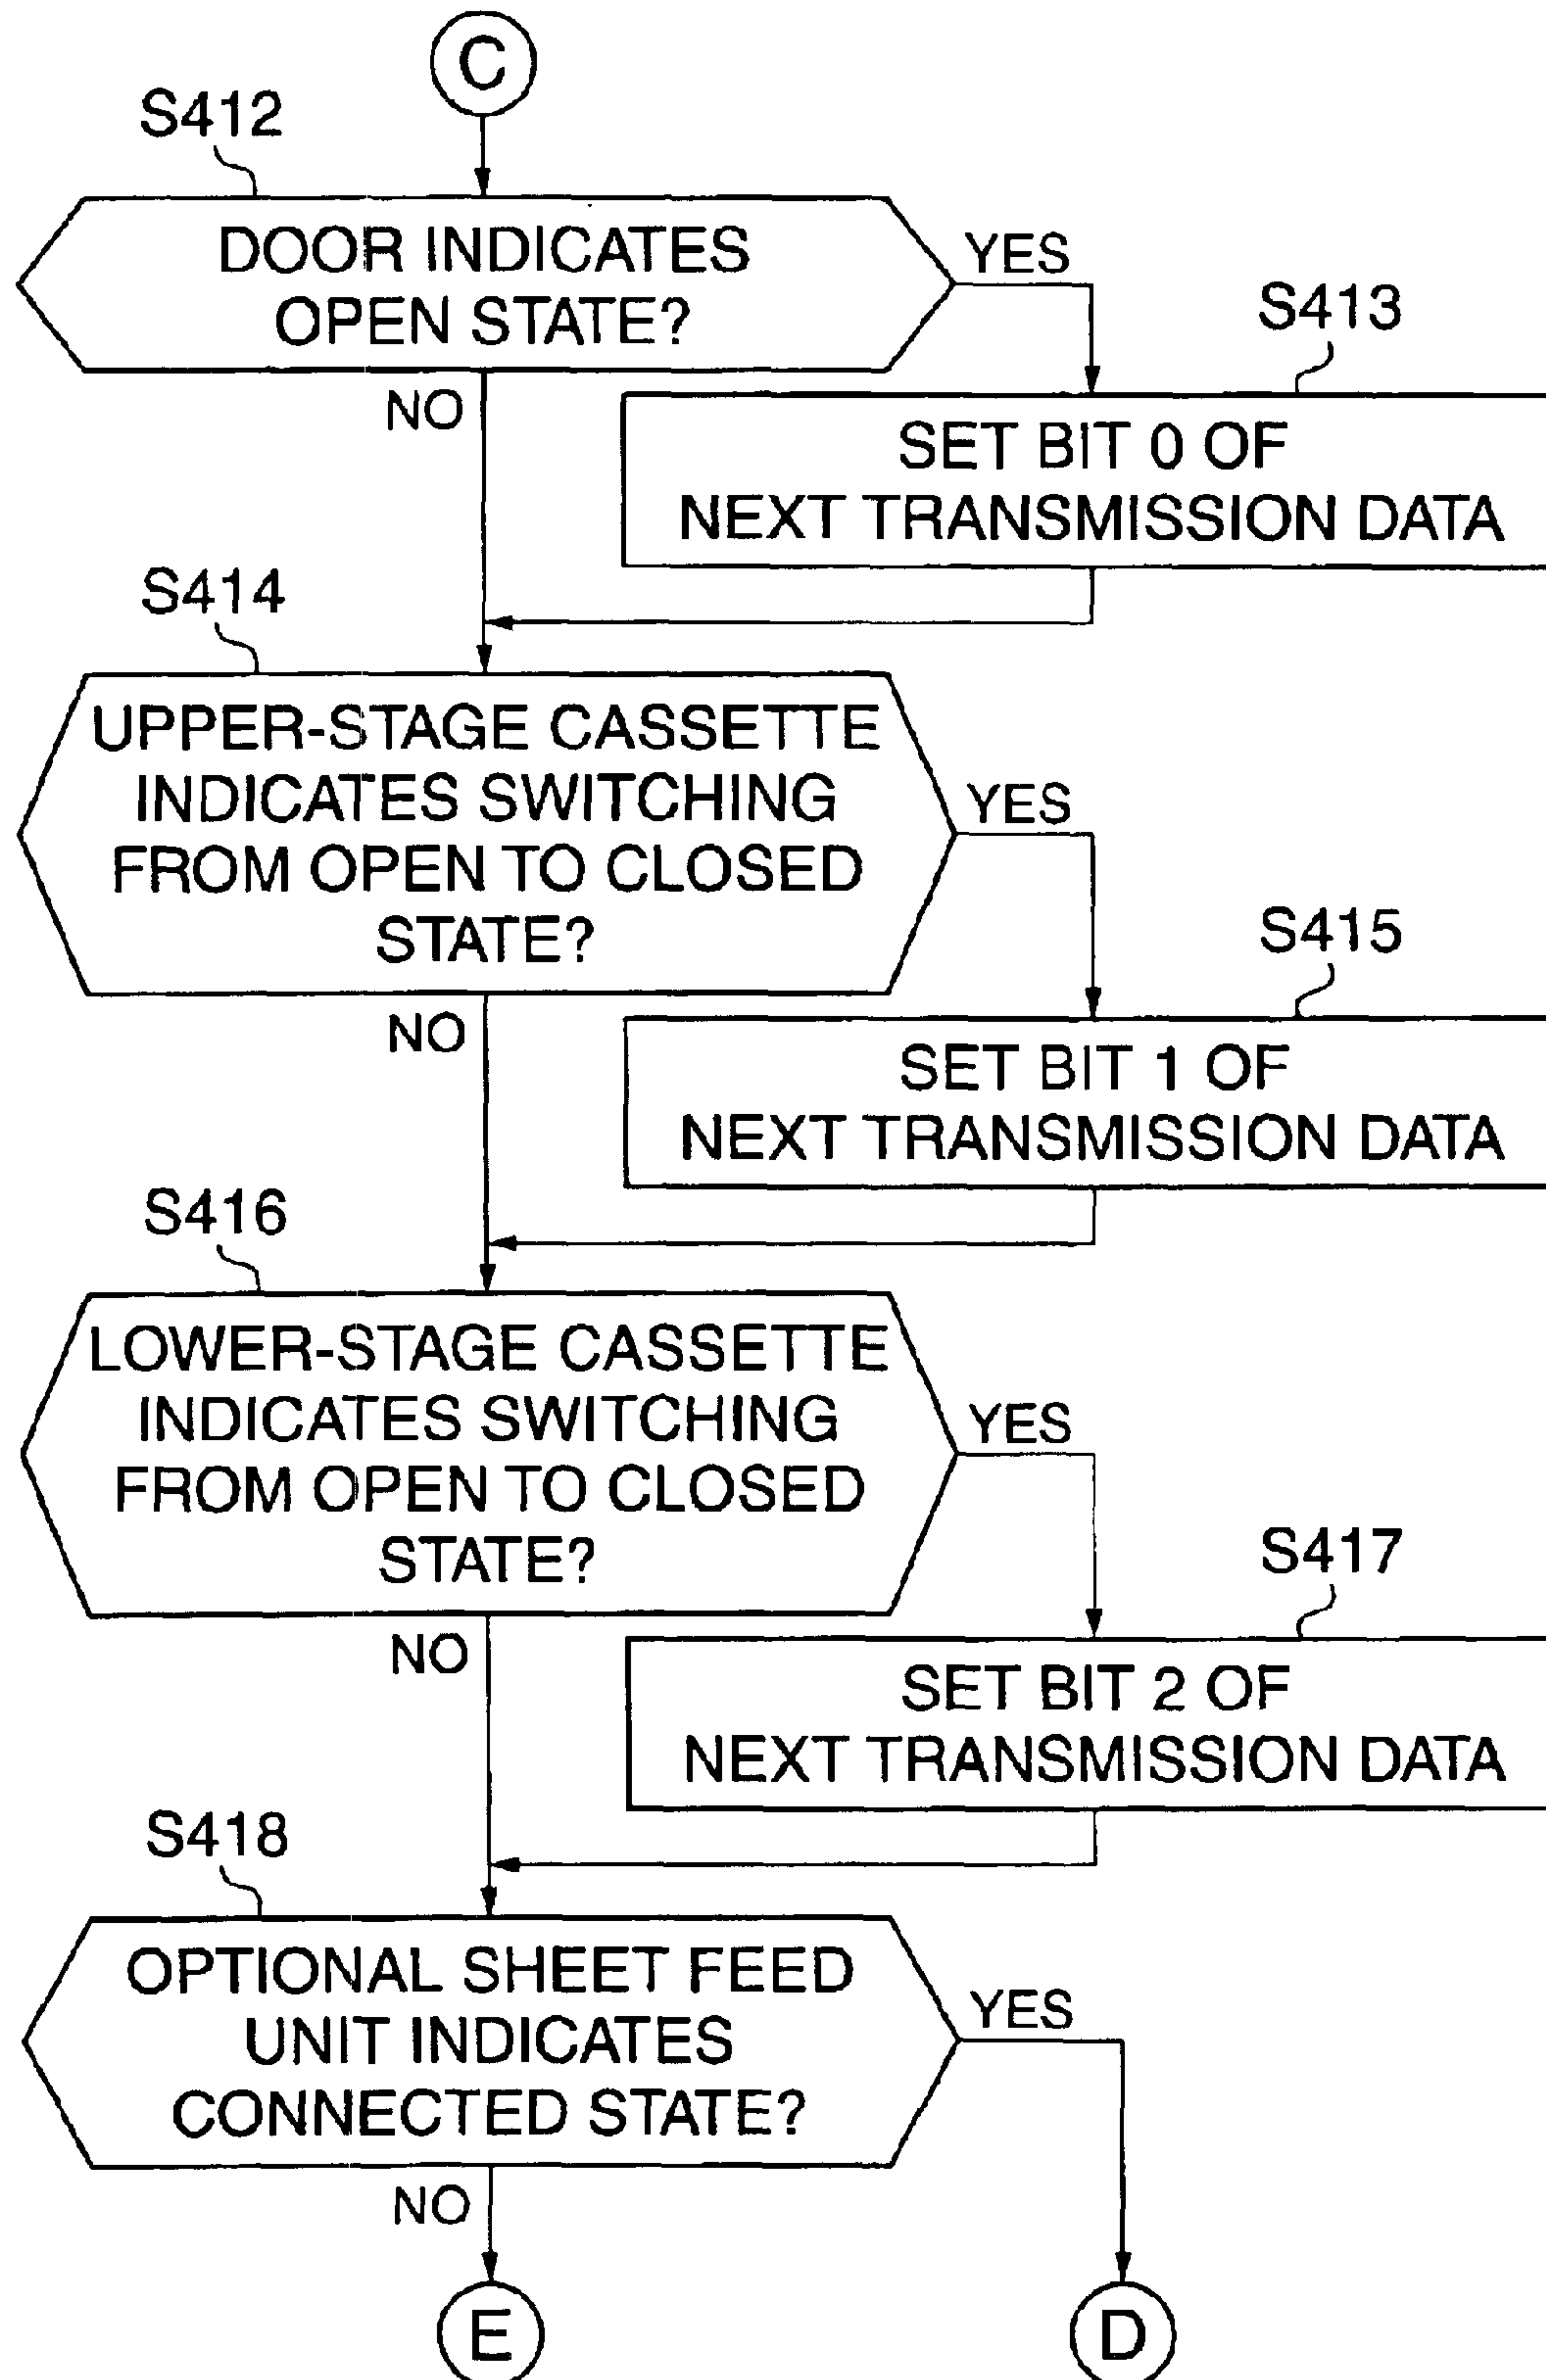 C
S412
DOOR INDICATES
OPEN STATE?
YES
NO
S413
SET BIT 0 OF
NEXT TRANSMISSION DATA
S414
UPPER-STAGE CASSETTE
INDICATES SWITCHING
FROM OPEN TO CLOSED
STATE?
YES
NO
S415
SET BIT 1 OF
NEXT TRANSMISSION DATA
S416
LOWER-STAGE CASSETTE
INDICATES SWITCHING
FROM OPEN TO CLOSED
STATE?
YES
NO
S417
SET BIT 2 OF
NEXT TRANSMISSION DATA
S418
OPTIONAL SHEET FEED
UNIT INDICATES
CONNECTED STATE?
YES
NO
E
D